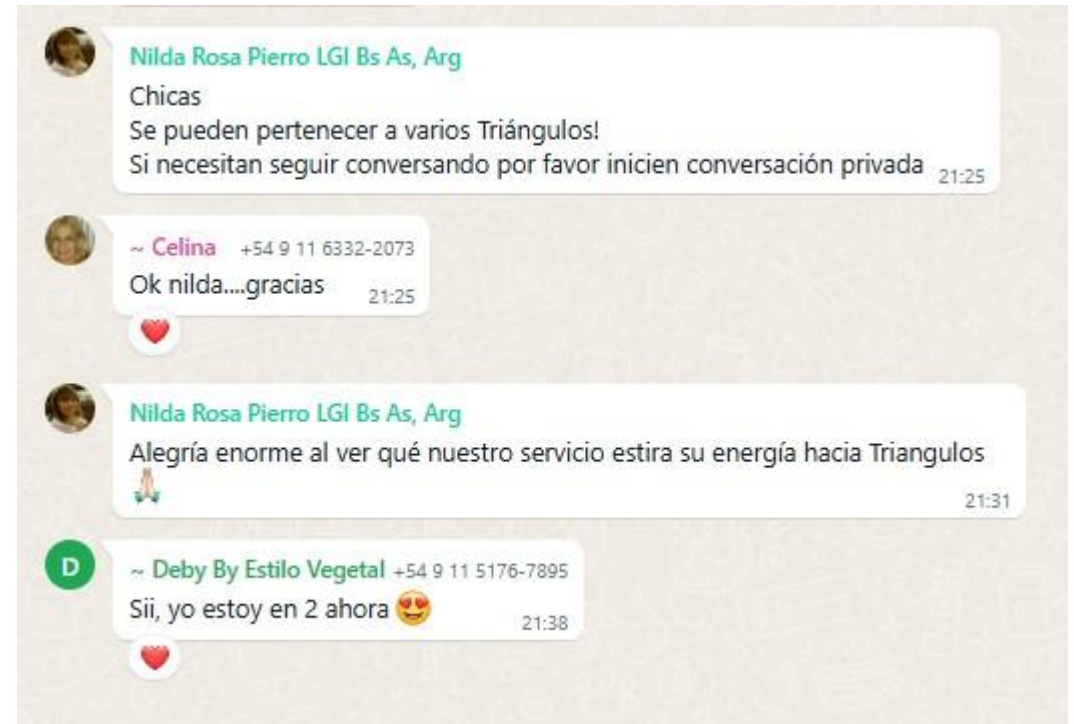 Nilda Rosa Pierro LGI Bs As, Arg
Chicas
Se pueden pertenecer a varios Triángulos!
Si necesitan seguir conversando por favor inicien conversación privada 21:25
~ Celina +54 9 11 6332-2073
Ok nilda....gracias 21:25
Nilda Rosa Pierro LGI Bs As, Arg
Alegría enorme al ver qué nuestro servicio estira su energía hacia Triangulos
🙏🏻
21:31
D
~ Deby By Estilo Vegetal +54 9 11 5176-7895
Sii, yo estoy en 2 ahora 😍 21:38